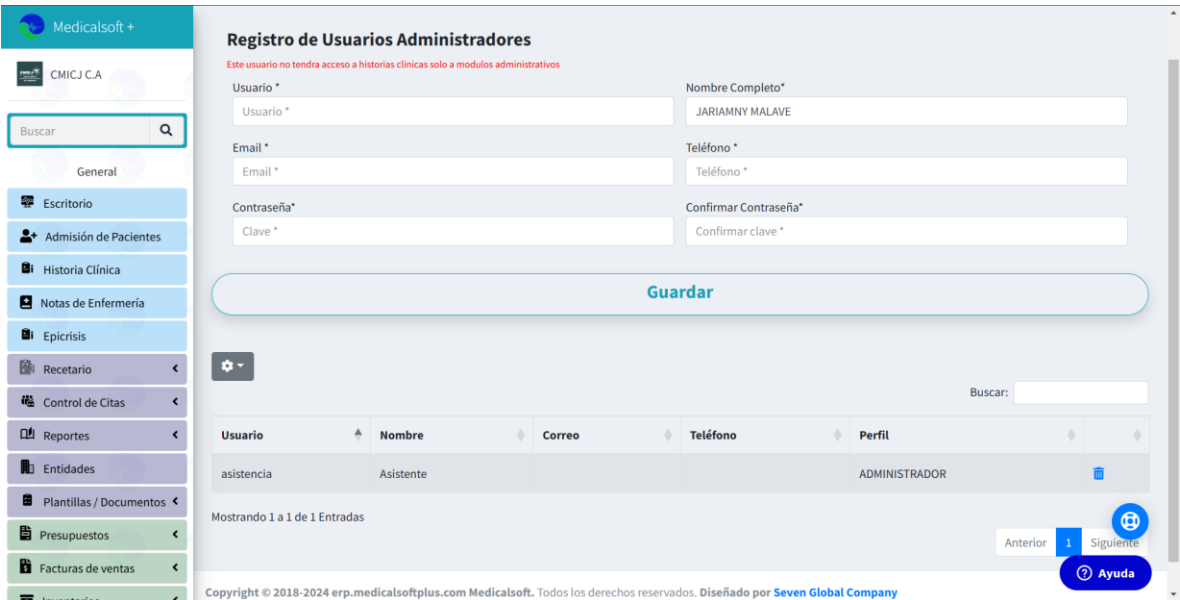 Medicalsoft +
CMICJ C.A
Buscar
General
Escritorio
Admisión de Pacientes
Historia Clínica
Notas de Enfermería
Epicrisis
Recetario
Control de Citas
Reportes
Entidades
Plantillas / Documentos
Presupuestos
Facturas de ventas
Registro de Usuarios Administradores
Este usuario no tendra acceso a historias clinicas solo a modulos administrativos
Usuario * Nombre Completo*
Usuario * JARIAMNY MALAVE
Email * Teléfono *
Email * Teléfono *
Contraseña* Confirmar Contraseña*
Clave * Confirmar clave *
Guardar
Buscar:
Usuario Nombre Correo Teléfono Perfil
asistencia Asistente ADMINISTRADOR
Mostrando 1 a 1 de 1 Entradas
Anterior 1 Siguiente
Ayuda
Copyright © 2018-2024 erp.medicalsoftplus.com Medicalsoft. Todos los derechos reservados. Diseñado por Seven Global Company